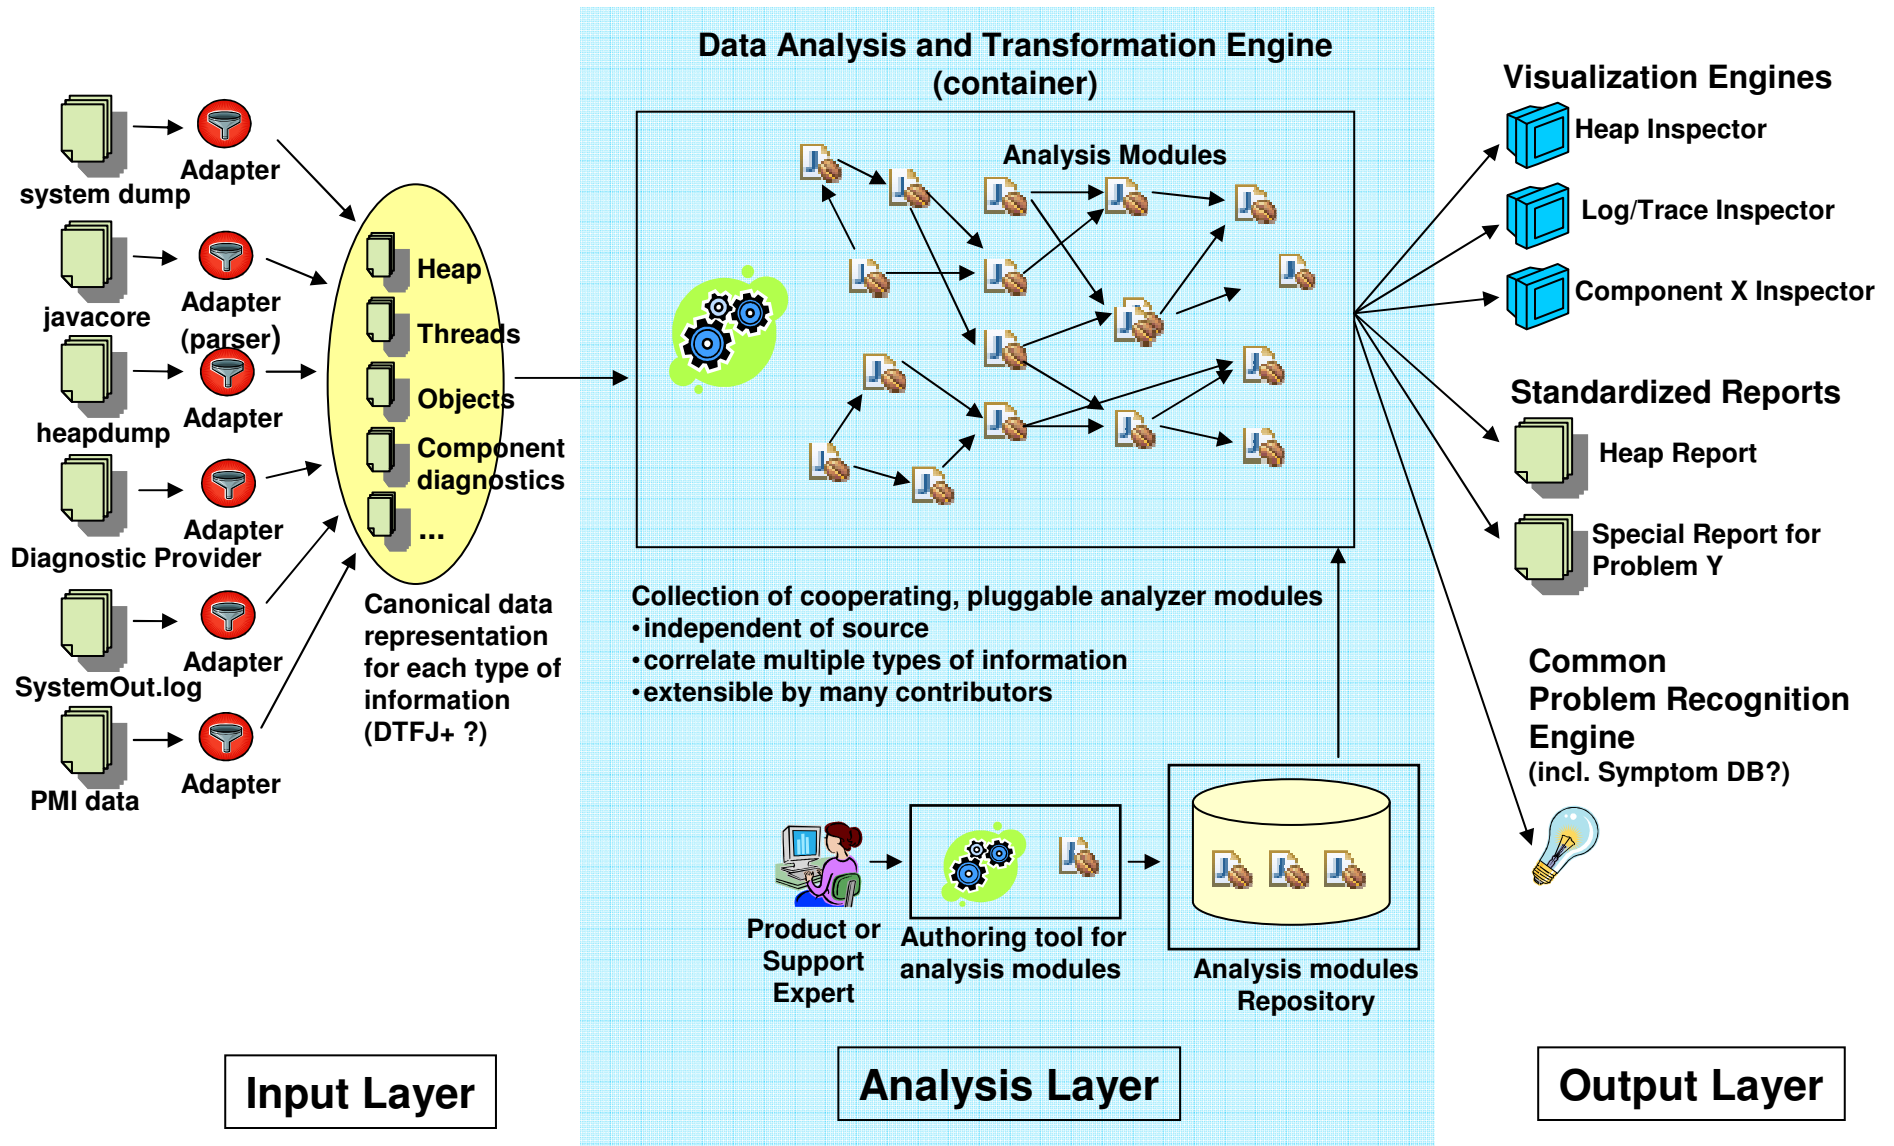 Data Analysis and Transformation Engine
(container)
Analysis Modules
system dump
Adapter
javacore
Adapter
(parser)
heapdump
Adapter
Diagnostic Provider
Adapter
SystemOut.log
Adapter
PMI data
Adapter
Heap
Threads
Objects
Component
diagnostics
...
Canonical data
representation
for each type of
information
(DTFJ+ ?)
Collection of cooperating, pluggable analyzer modules
•independent of source
•correlate multiple types of information
•extensible by many contributors
Product or
Support
Expert
Authoring tool for
analysis modules
Analysis modules
Repository
Visualization Engines
Heap Inspector
Log/Trace Inspector
Component X Inspector
Standardized Reports
Heap Report
Special Report for
Problem Y
Common
Problem Recognition
Engine
(incl. Symptom DB?)
Input Layer
Analysis Layer
Output Layer